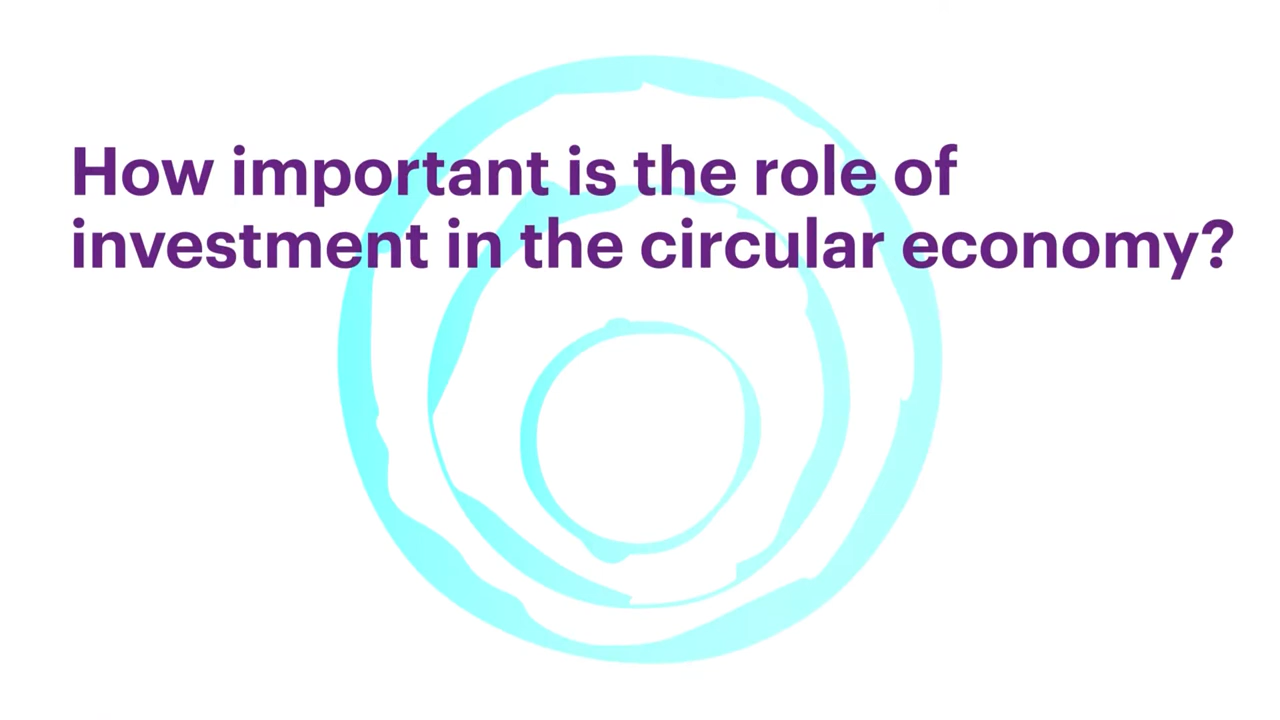 How important is the role of
investment in the circular economy?